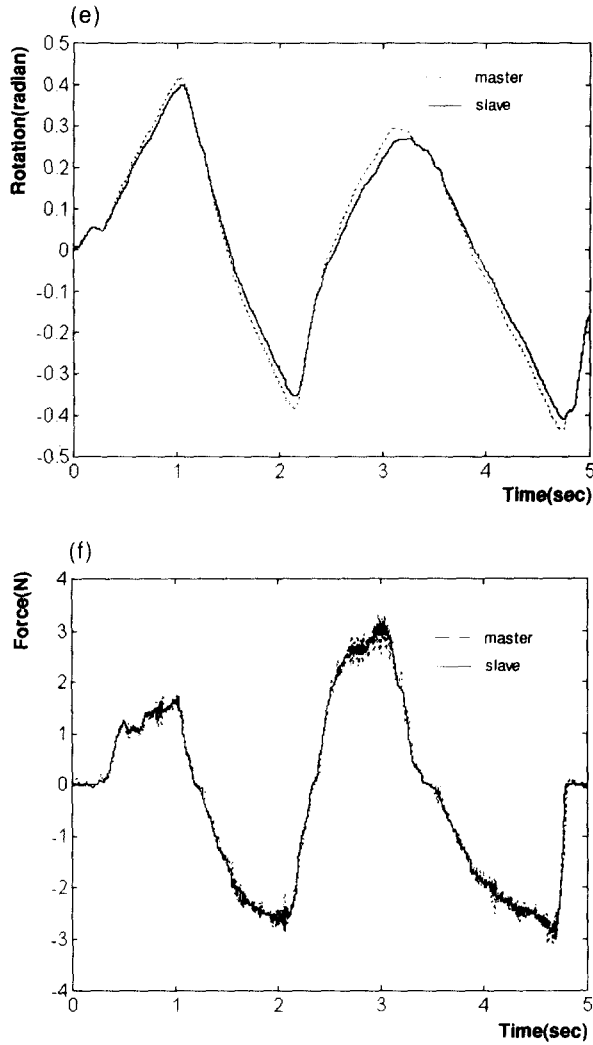 (e)
Rotation(radian)
0.5
0.4
0.3
0.2
0.1
0
-0.1
-0.2
-0.3
-0.4
-0.5
master
slave
0 1 2 3 4 5
Time(sec)
(f)
Force(N)
4
3
2
1
0
-1
-2
-3
-4
master
slave
0 1 2 3 4 5
Time(sec)